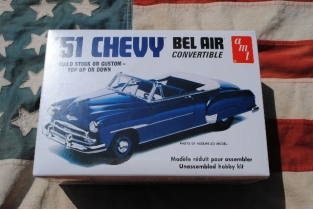 '51 CHEVY BEL AIR
CONVERTIBLE
amt
BUILD STOCK OR CUSTOM -
TOP UP OR DOWN
PHOTO OF ASSEMBLED MODEL
Modèle réduit pour assembler
Unassembled hobby kit